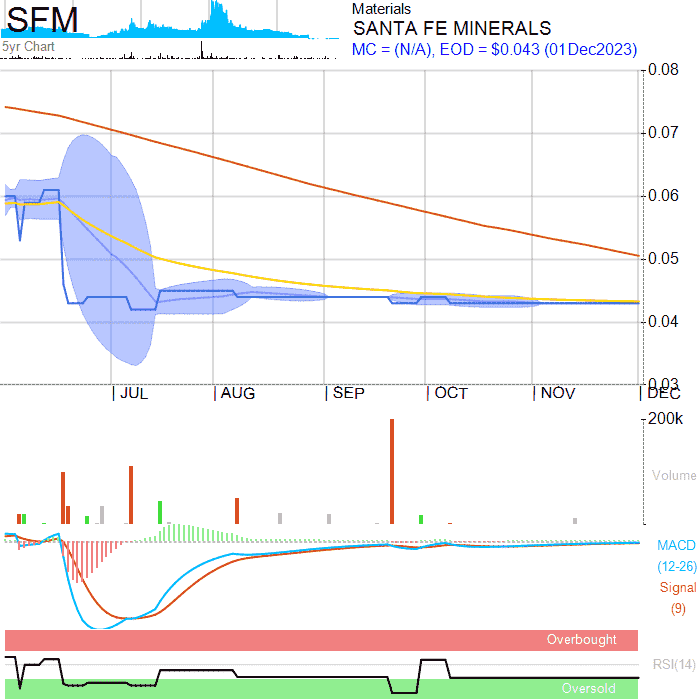 SFM
Materials
SANTA FE MINERALS
5yr Chart
MC = (N/A), EOD = $0.043 (01Dec2023)
0.08
0.07
0.06
0.05
0.04
0.03
JUL AUG SEP OCT NOV DEC
200k
Volume
MACD
(12-26)
Signal
(9)
Overbought
RSI(14)
Oversold